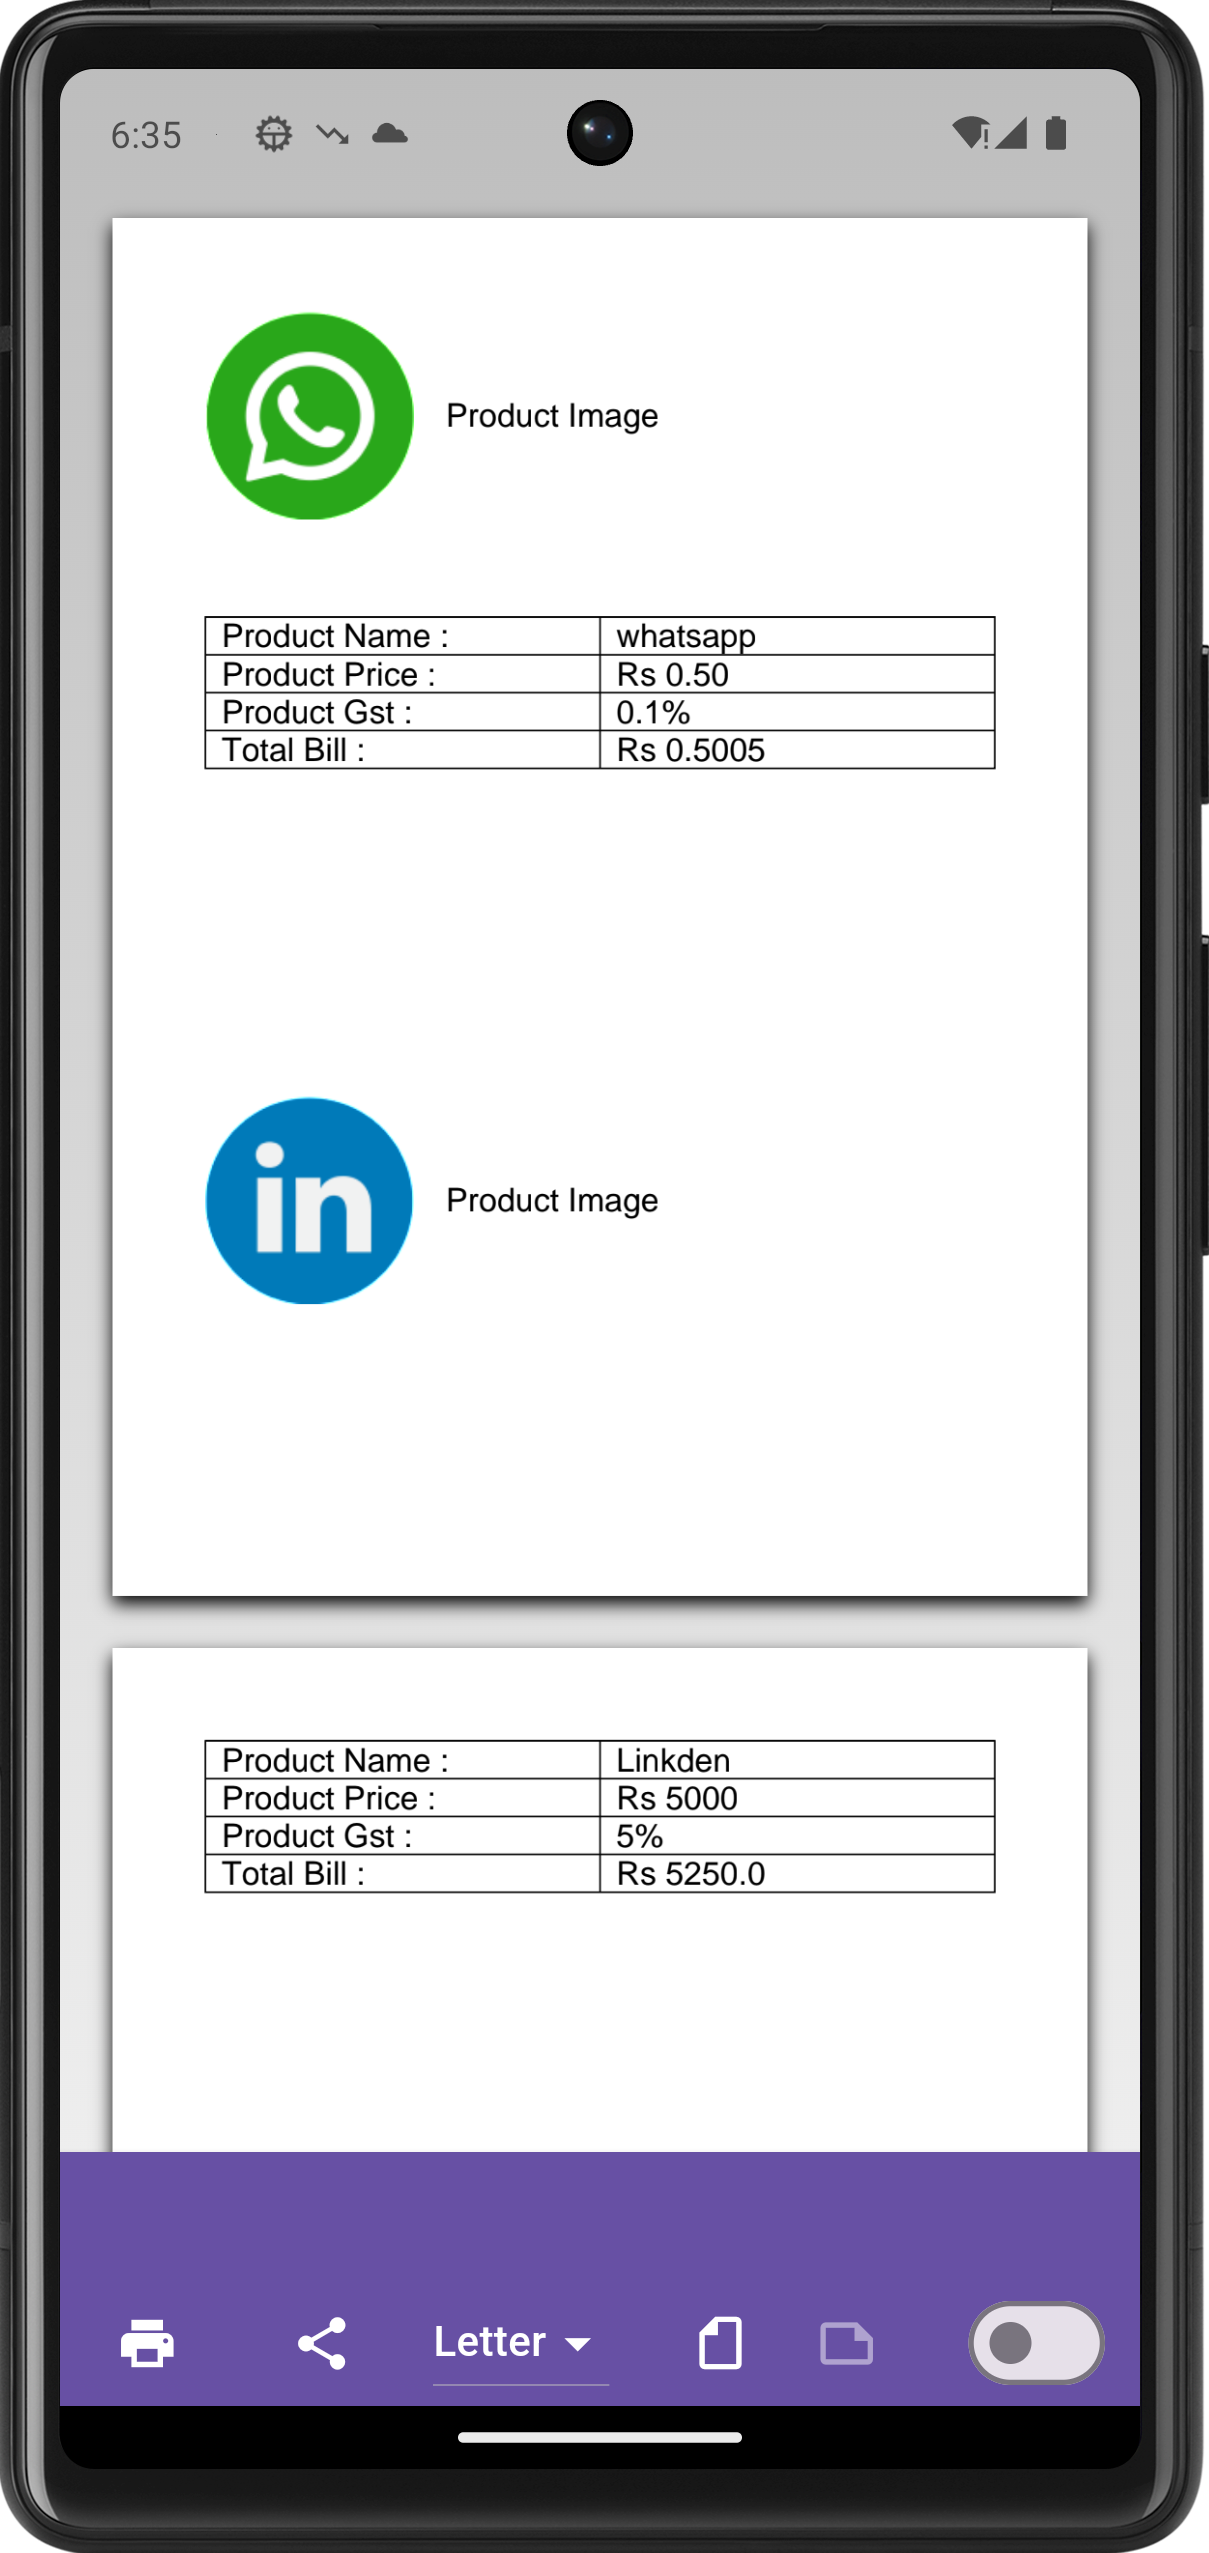 6:35
Product Image
Product Name : whatsapp
Product Price : Rs 0.50
Product Gst : 0.1%
Total Bill : Rs 0.5005
in
Product Image
Product Name : Linkden
Product Price : Rs 5000
Product Gst : 5%
Total Bill : Rs 5250.0
Letter